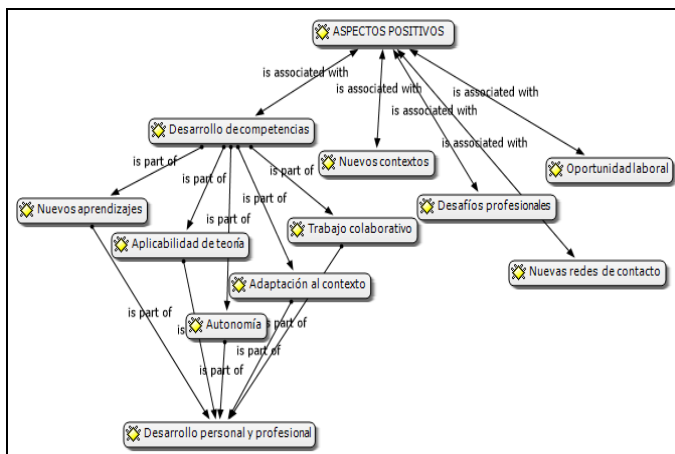 ASPECTOS POSITIVOS
is associated with
is associated with
is associated with
is associated with
is associated with
Desarrollo de competencias
Nuevos contextos
Oportunidad laboral
is part of
is part of
is part of
is part of
is part of
Nuevos aprendizajes
Desafíos profesionales
Trabajo colaborativo
Aplicabilidad de teoría
Nuevas redes de contacto
Adaptación al contexto
is part of
Autonomía
is part of
is part of
is part of
Desarrollo personal y profesional